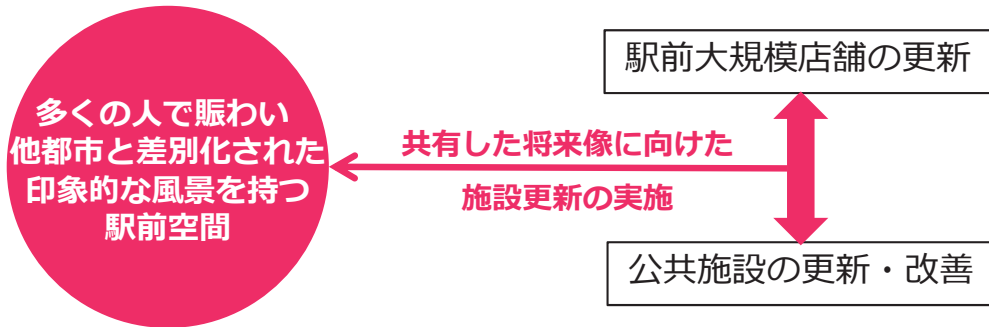 多くの人で賑わい
他都市と差別化された
印象的な風景を持つ
駅前空間
共有した将来像に向けた
施設更新の実施
駅前大規模店舗の更新
公共施設の更新・改善